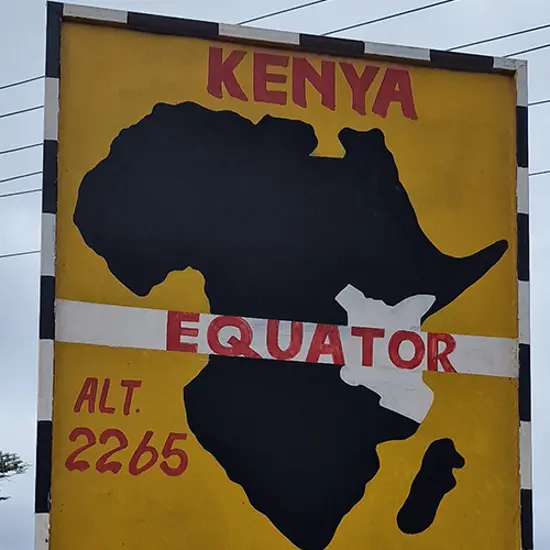 KENYA
EQUATOR
ALT.
2265